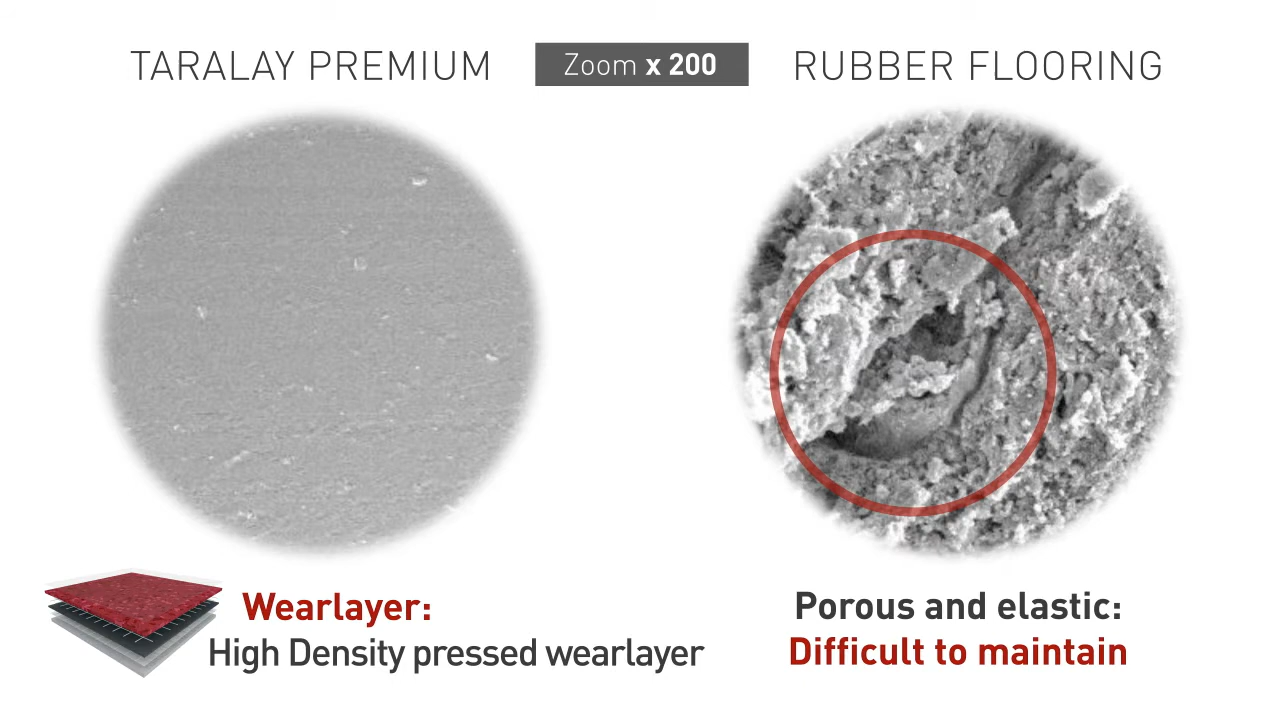 TARALAY PREMIUM
Zoom x 200
RUBBER FLOORING
Wearlayer:
High Density pressed wearlayer
Porous and elastic:
Difficult to maintain